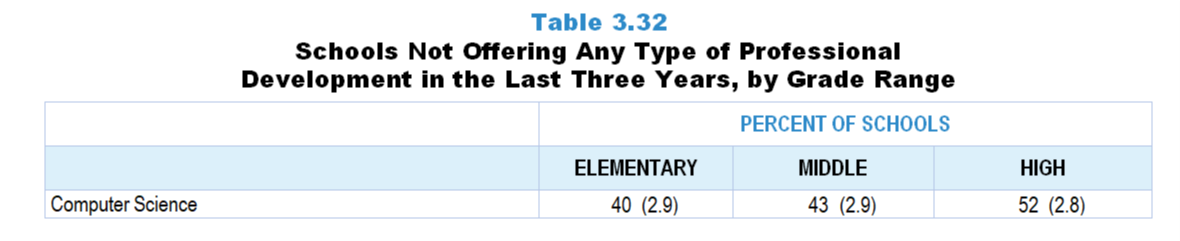 Table 3.32
Schools Not Offering Any Type of Professional
Development in the Last Three Years, by Grade Range
PERCENT OF SCHOOLS
ELEMENTARY MIDDLE HIGH
Computer Science 40 (2.9) 43 (2.9) 52 (2.8)